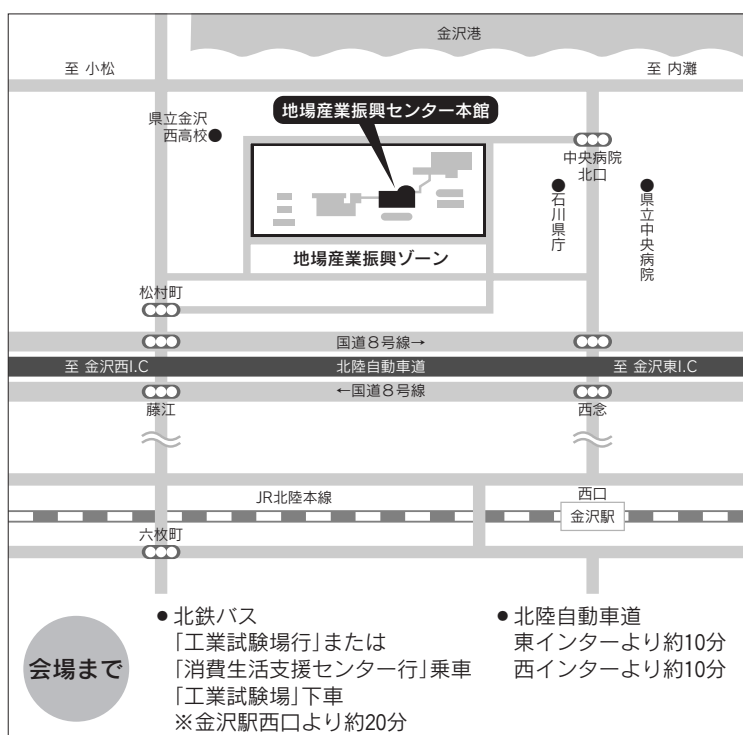 金沢港
至 小松
至 内灘
地場産業振興センター本館
県立金沢
西高校●
中央病院
北口
●石川県庁
●県立中央病院
地場産業振興ゾーン
松村町
国道8号線→
至 金沢西I.C
北陸自動車道
至 金沢東I.C
←国道8号線
藤江
西念
JR北陸本線
西口
金沢駅
六枚町
会場まで
●北鉄バス
「工業試験場行」または
「消費生活支援センター行」乗車
「工業試験場」下車
※金沢駅西口より約20分
●北陸自動車道
東インターより約10分
西インターより約10分